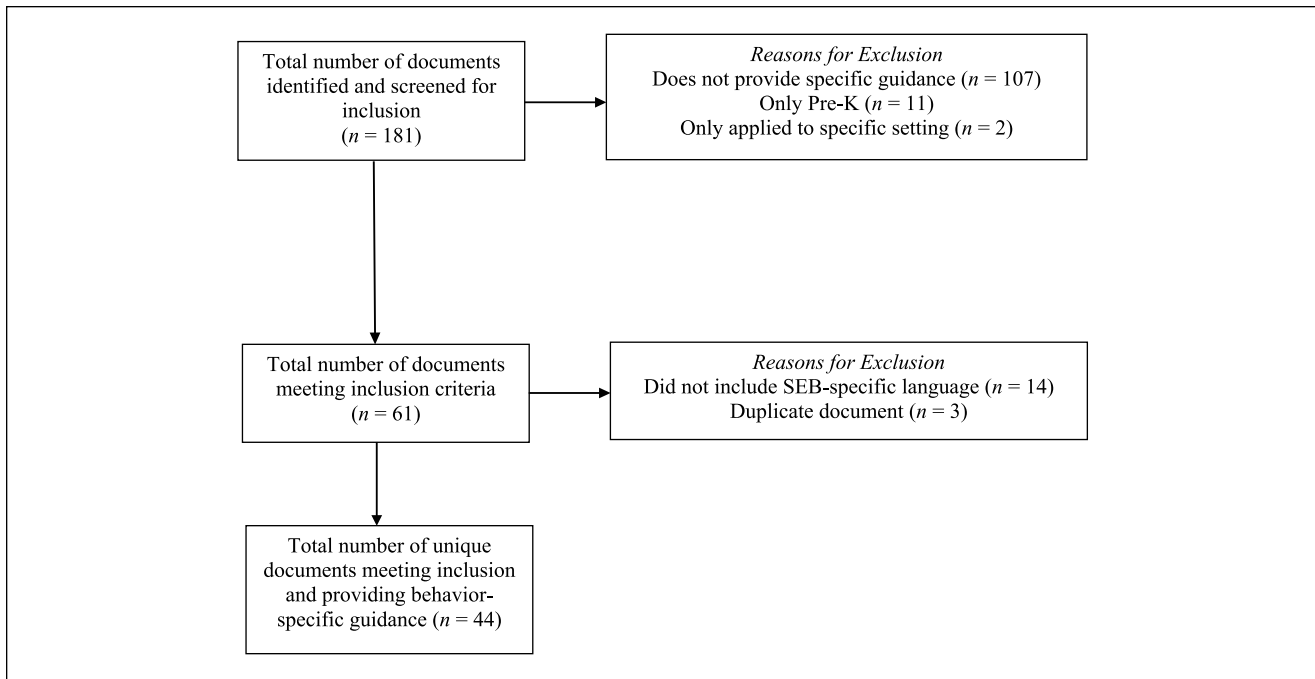 Total number of documents
identified and screened for
inclusion
(n = 181)
Reasons for Exclusion
Does not provide specific guidance (n = 107)
Only Pre-K (n = 11)
Only applied to specific setting (n = 2)
Total number of documents
meeting inclusion criteria
(n = 61)
Reasons for Exclusion
Did not include SEB-specific language (n = 14)
Duplicate document (n = 3)
Total number of unique
documents meeting inclusion
and providing behavior-
specific guidance (n = 44)